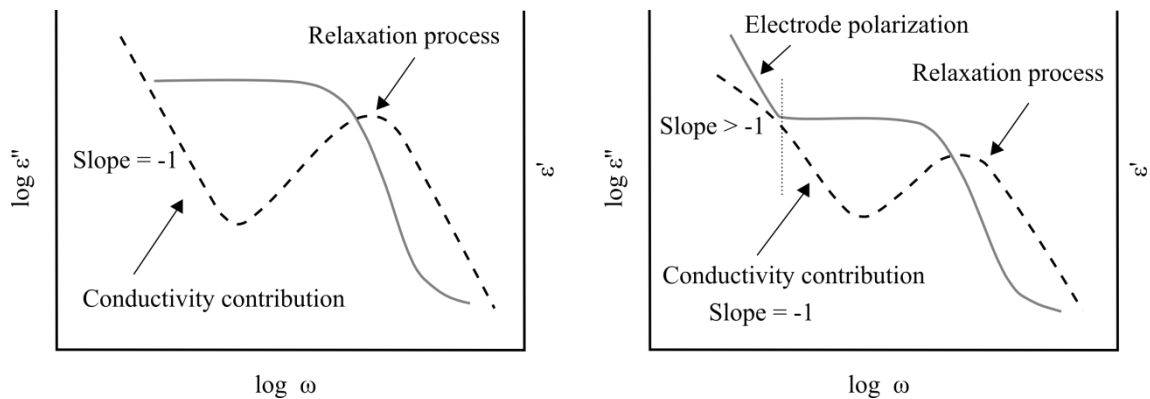 Relaxation process
log ε"
Slope = -1
ε'
Conductivity contribution
log ω
Electrode polarization
Relaxation process
log ε"
Slope > -1
ε'
Conductivity contribution
Slope = -1
log ω